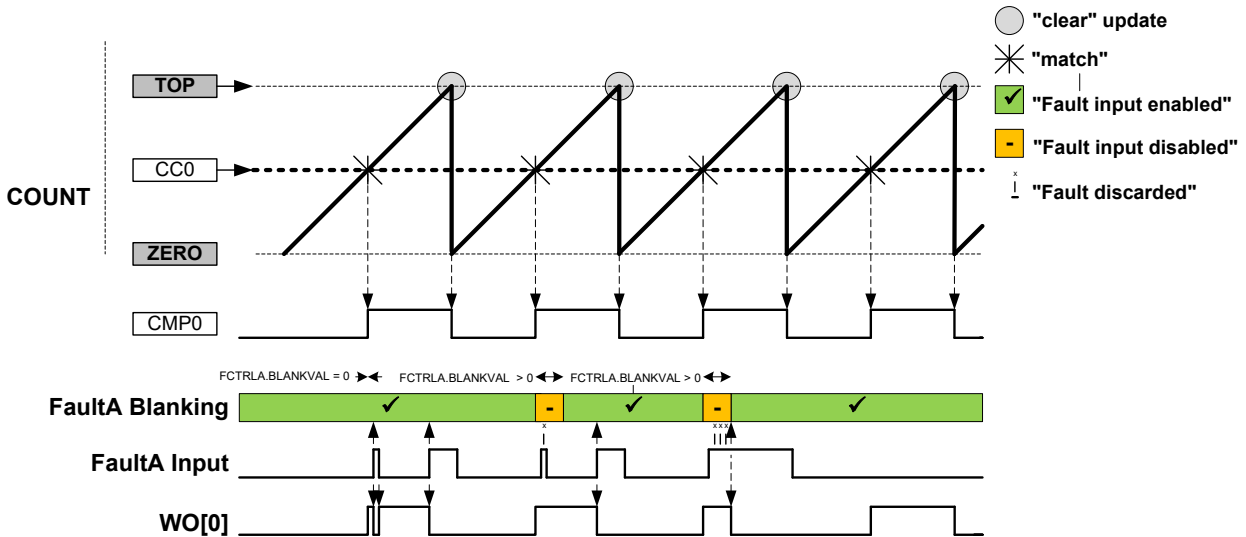 "clear" update
"match"
"Fault input enabled"
"Fault input disabled"
"Fault discarded"
TOP
CC0
COUNT
ZERO
CMP0
FCTRLA.BLANKVAL = 0
FCTRLA.BLANKVAL > 0
FCTRLA.BLANKVAL > 0
FaultA Blanking
✓
-
✓
-
✓
x
xxx
FaultA Input
WO[0]